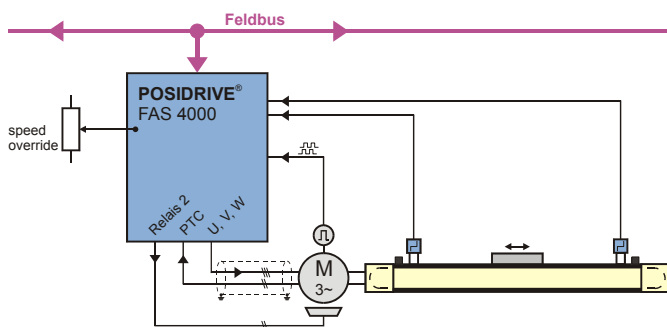 Feldbus
POSIDRIVE®
FAS 4000
speed
override
Relais 2
PTC
U, V, W
M
3~